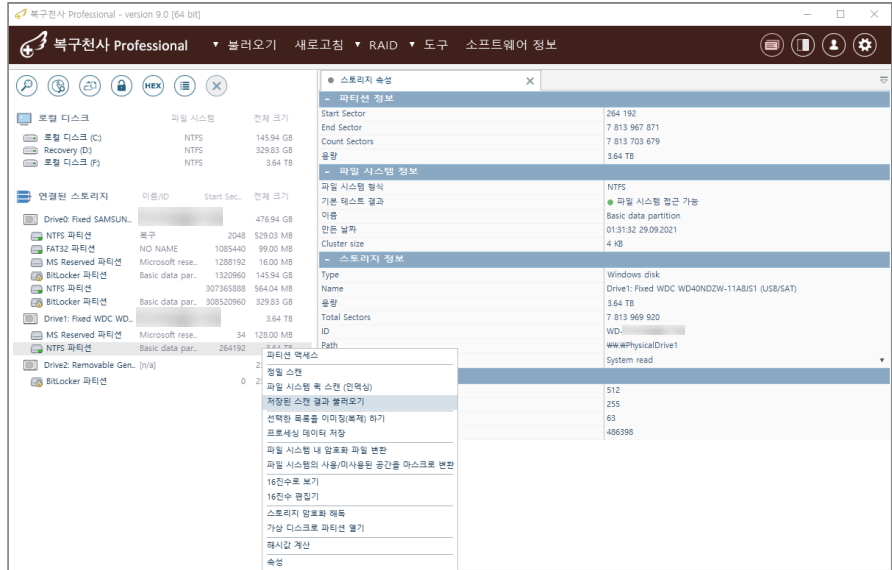 복구천사 Professional - version 9.0 [64 bit]
복구천사 Professional ▼ 불러오기 새로고침 ▼ RAID ▼ 도구 소프트웨어 정보
HEX
로컬 디스크 파일 시스템 전체 크기
로컬 디스크 (C:) NTFS 145.94 GB
Recovery (D:) NTFS 329.83 GB
로컬 디스크 (F:) NTFS 3.64 TB
연결된 스토리지 이름/ID Start Sec... 전체 크기
Drive0: Fixed SAMSUN... 476.94 GB
NTFS 파티션 복구 2048 529.03 MB
FAT32 파티션 NO NAME 1085440 99.00 MB
MS Reserved 파티션 Microsoft rese... 1288192 16.00 MB
BitLocker 파티션 Basic data par... 1320960 145.94 GB
NTFS 파티션 307365888 564.04 MB
BitLocker 파티션 Basic data par... 308520960 329.83 GB
Drive1: Fixed WDC WD... 3.64 TB
MS Reserved 파티션 Microsoft rese... 34 128.00 MB
NTFS 파티션 Basic data par... 264192 3.64 TB
Drive2: Removable Gen... [n/a]
BitLocker 파티션 0
파티션 액세스
정밀 스캔
파일 시스템 퀵 스캔 (인덱싱)
저장된 스캔 결과 불러오기
선택한 목록을 이미징(복제) 하기
프로세싱 데이터 저장
파일 시스템 내 암호화 파일 변환
파일 시스템의 사용/미사용된 공간을 마스크로 변환
16진수로 보기
16진수 편집기
스토리지 암호화 해독
가상 디스크로 파티션 열기
해시값 계산
속성
스토리지 속성
- 파티션 정보
Start Sector 264 192
End Sector 7 813 967 871
Count Sectors 7 813 703 679
용량 3.64 TB
- 파일 시스템 정보
파일 시스템 형식 NTFS
기본 테스트 결과 파일 시스템 접근 가능
이름 Basic data partition
만든 날짜 01:31:32 29.09.2021
Cluster size 4 KB
- 스토리지 정보
Type Windows disk
Name Drive1: Fixed WDC WD40NDZW-11A8JS1 (USB/SAT)
용량 3.64 TB
Total Sectors 7 813 969 920
ID WD-
Path ₩₩.₩PhysicalDrive1
System read
512
255
63
486398